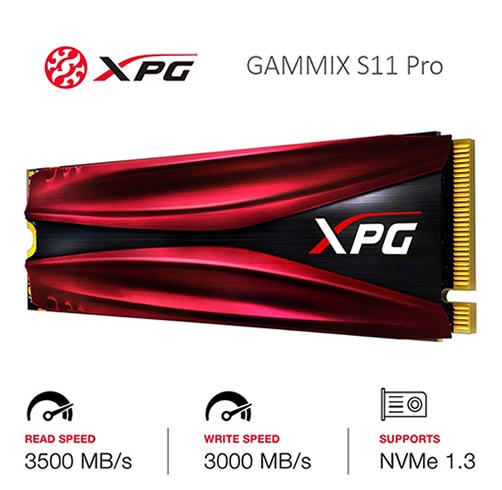 XPG
GAMMIX S11 Pro
XPG
READ SPEED
3500 MB/s
WRITE SPEED
3000 MB/s
SUPPORTS
NVMe 1.3